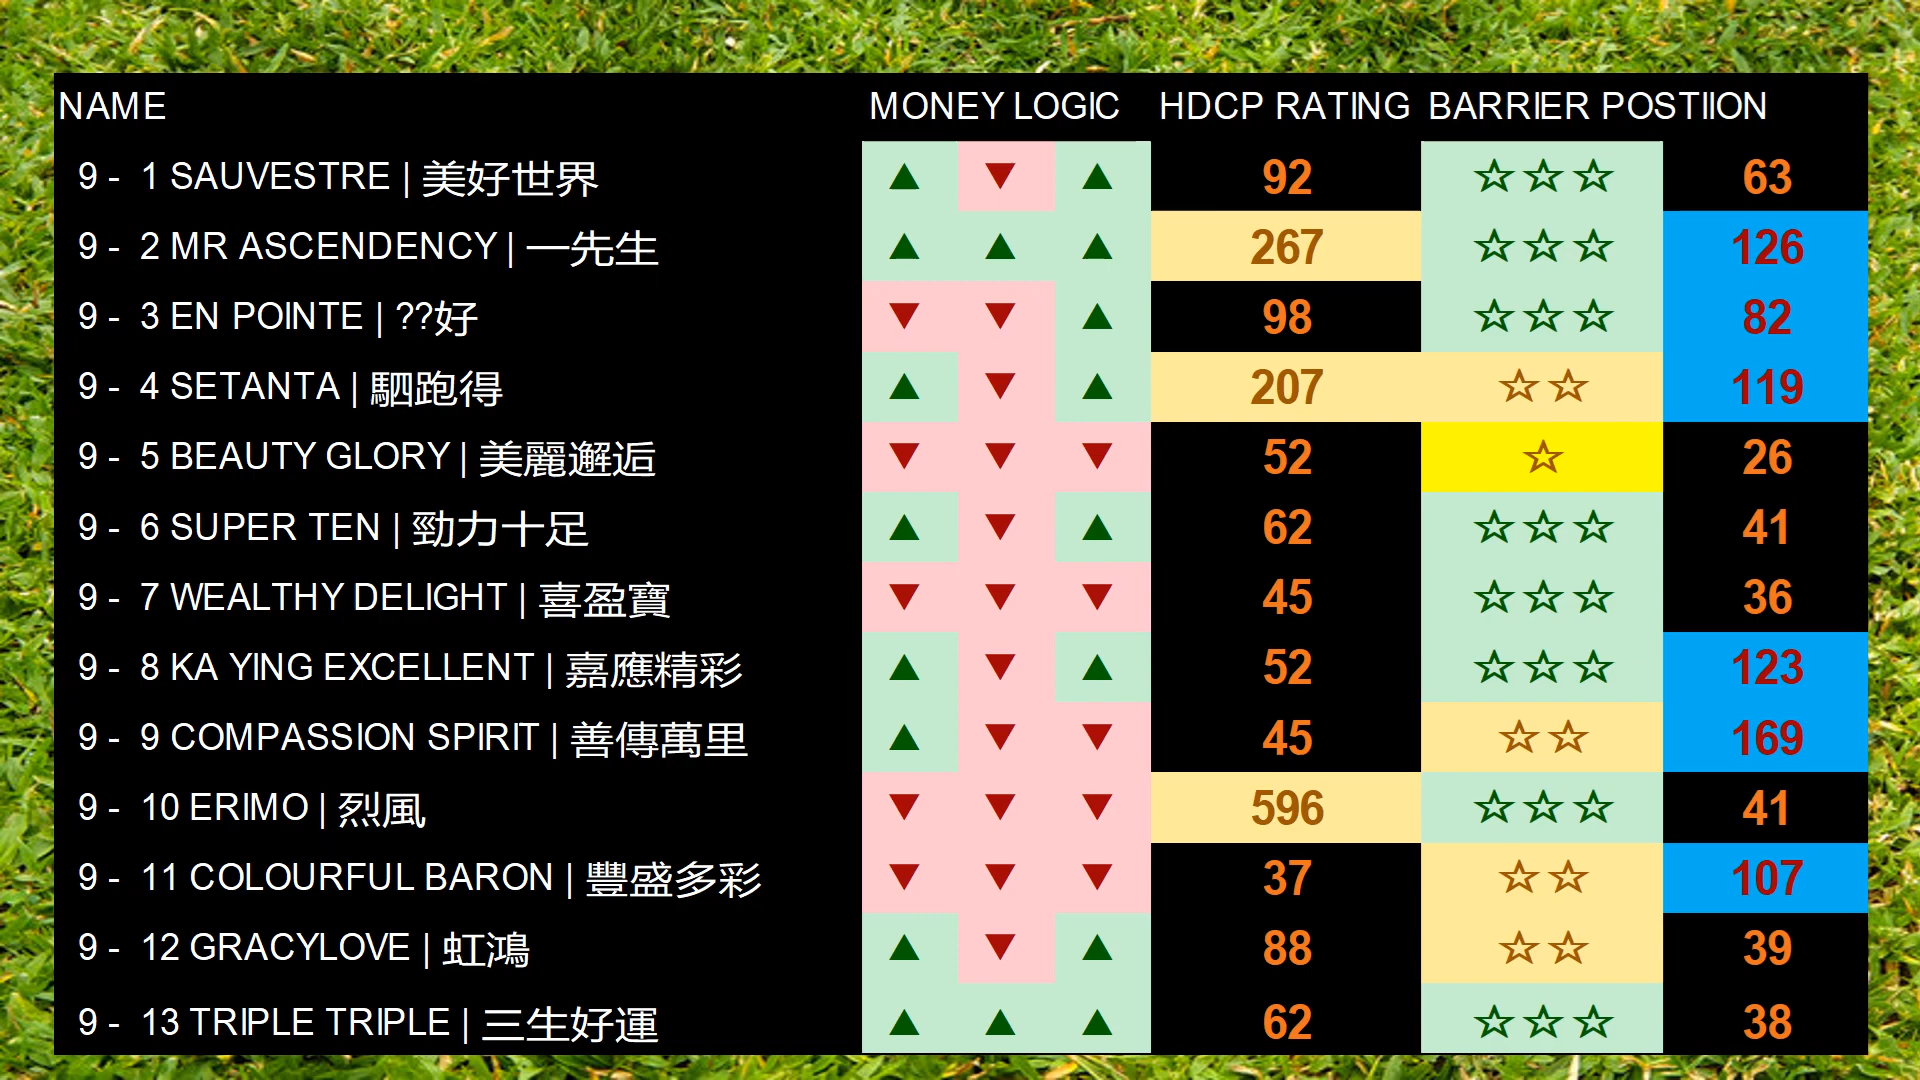 NAME MONEY LOGIC HDCP RATING BARRIER POSTIION
9 - 1 SAUVESTRE | 美好世界 ▲ ▼ ▲ 92 ☆☆☆ 63
9 - 2 MR ASCENDENCY | 一先生 ▲ ▲ ▲ 267 ☆☆☆ 126
9 - 3 EN POINTE | ??好 ▼ ▼ ▲ 98 ☆☆☆ 82
9 - 4 SETANTA | 駟跑得 ▲ ▼ ▲ 207 ☆☆ 119
9 - 5 BEAUTY GLORY | 美麗邂逅 ▼ ▼ ▼ 52 ☆ 26
9 - 6 SUPER TEN | 勁力十足 ▲ ▼ ▲ 62 ☆☆☆ 41
9 - 7 WEALTHY DELIGHT | 喜盈寶 ▼ ▼ ▼ 45 ☆☆☆ 36
9 - 8 KA YING EXCELLENT | 嘉應精彩 ▲ ▼ ▲ 52 ☆☆☆ 123
9 - 9 COMPASSION SPIRIT | 善傳萬里 ▲ ▼ ▼ 45 ☆☆ 169
9 - 10 ERIMO | 烈風 ▼ ▼ ▼ 596 ☆☆☆ 41
9 - 11 COLOURFUL BARON | 豐盛多彩 ▼ ▼ ▼ 37 ☆☆ 107
9 - 12 GRACYLOVE | 虹鴻 ▲ ▼ ▲ 88 ☆☆ 39
9 - 13 TRIPLE TRIPLE | 三生好運 ▲ ▲ ▲ 62 ☆☆☆ 38